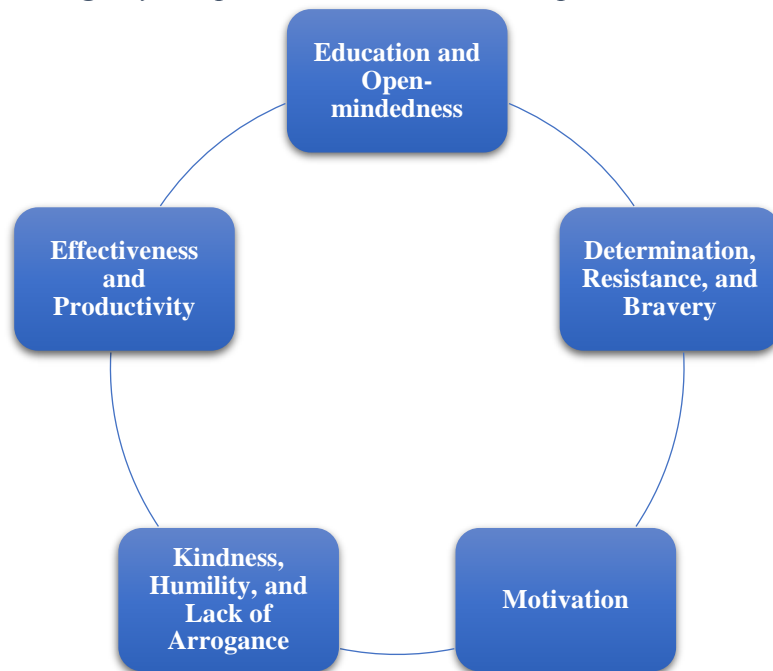 Education and
Open-
mindedness
Effectiveness
and
Productivity
Determination,
Resistance, and
Bravery
Kindness,
Humility, and
Lack of
Arrogance
Motivation